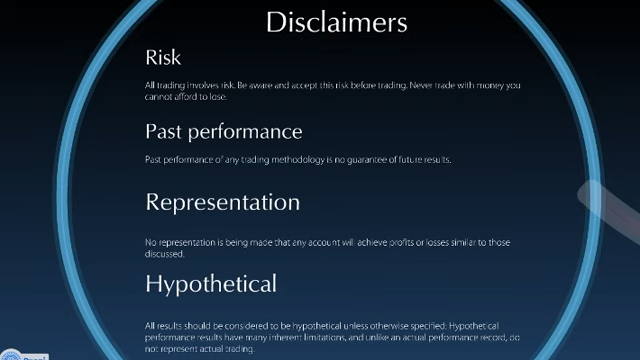 Disclaimers
Risk
All trading involves risk. Be aware and accept this risk before trading. Never trade with money you
cannot afford to lose.
Past performance
Past performance of any trading methodology is no guarantee of future results.
Representation
No representation is being made that any account will achieve profits or losses similar to those
discussed.
Hypothetical
All results should be considered to be hypothetical unless otherwise specified: Hypothetical
performance results have many inherent limitations, and unlike an actual performance record, do
not represent actual trading.